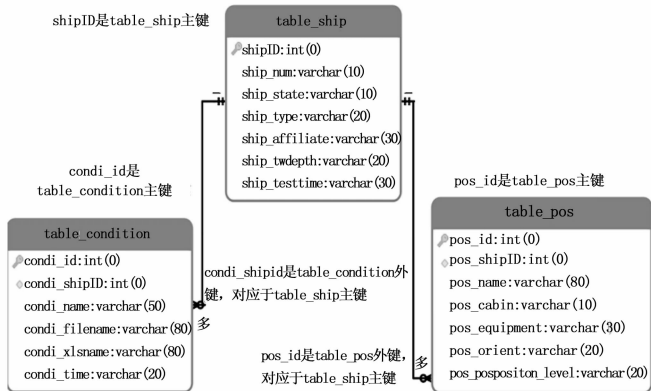 shipID是table_ship主键
table_ship
shipID:int(0)
ship_num:varchar(10)
ship_state:varchar(10)
ship_type:varchar(20)
ship_affiliate:varchar(30)
ship_twdepth:varchar(20)
ship_testtime:varchar(30)
一
一
condi_id是
table_condition主键
pos_id是table_pos主键
table_condition
condi_id:int(0)
condi_shipID:int(0)
condi_name:varchar(50)
condi_filename:varchar(80)
condi_xlsname:varchar(80)
condi_time:varchar(20)
condi_shipid是table_condition外
键，对应于table_ship主键
多
table_pos
pos_id:int(0)
pos_shipID:int(0)
pos_name:varchar(80)
pos_cabin:varchar(10)
pos_equipment:varchar(30)
pos_orient:varchar(20)
pos_pospositon_level:varchar(20)
pos_id是table_pos外键，
对应于table_ship主键
多